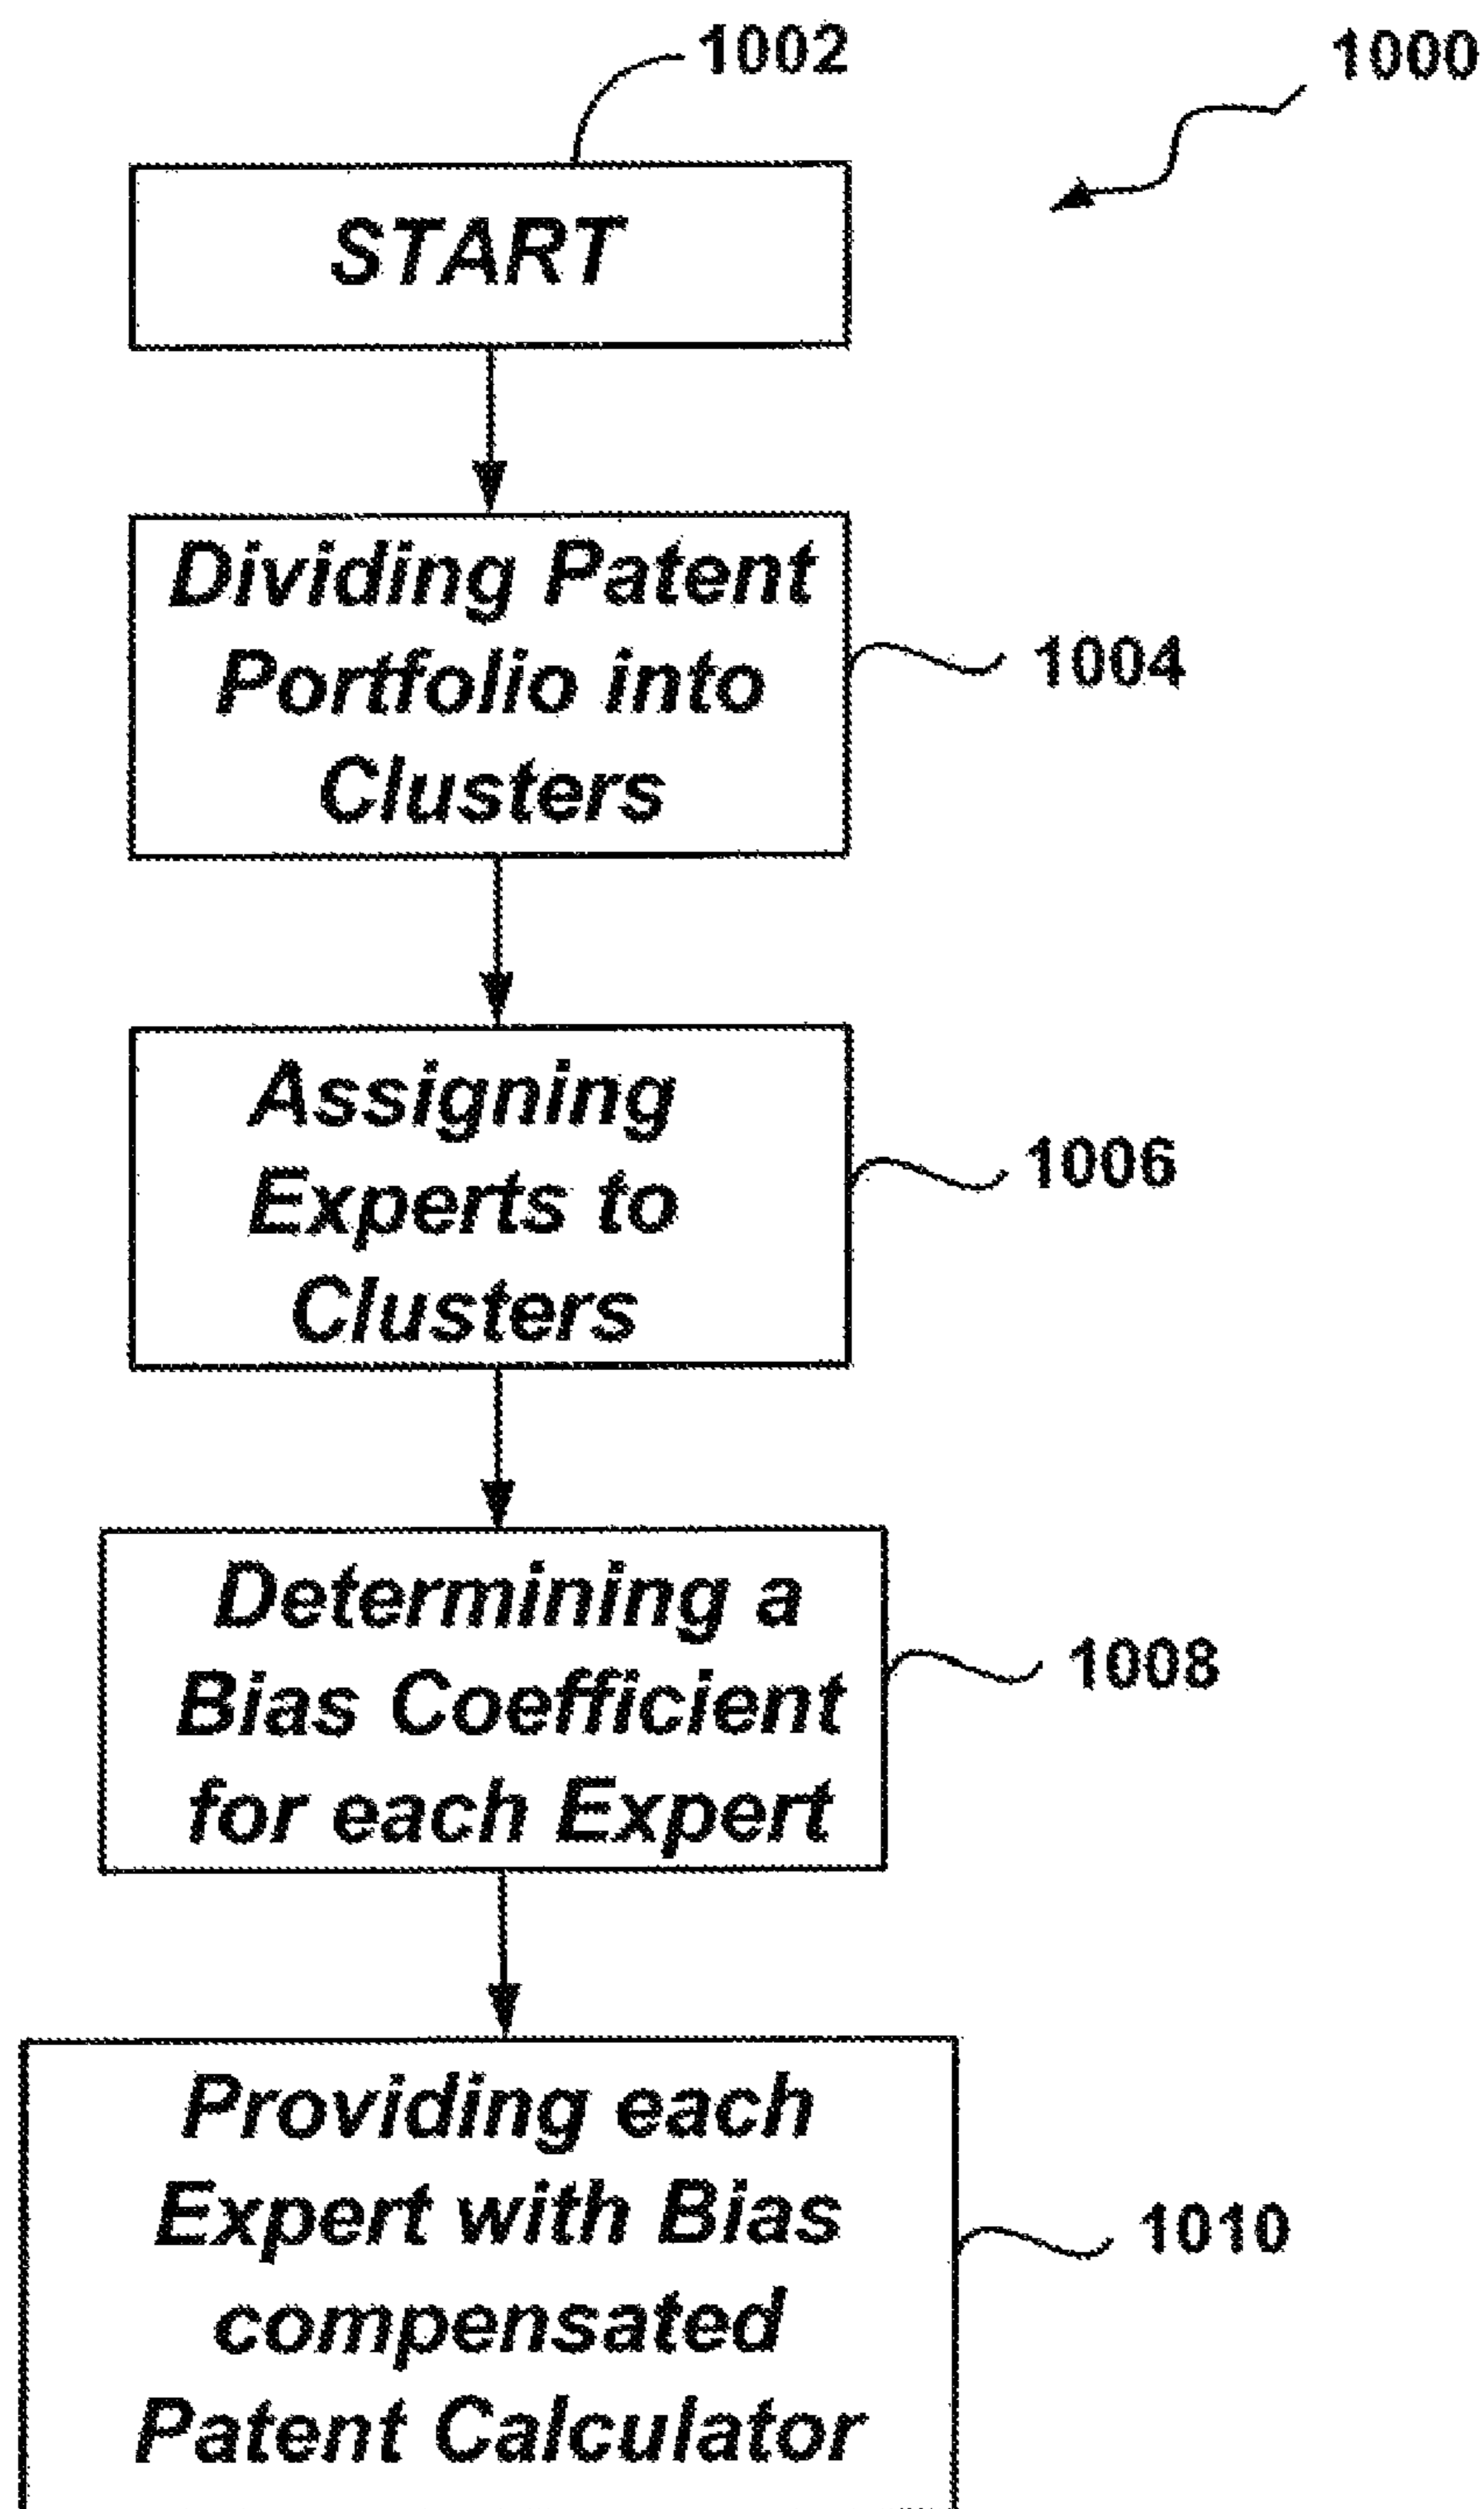 1002
1000
START
Dividing Patent
Portfolio into
Clusters
1004
Assigning
Experts to
Clusters
1006
Determining a
Bias Coefficient
for each Expert
1008
Providing each
Expert with Bias
compensated
Patent Calculator
1010